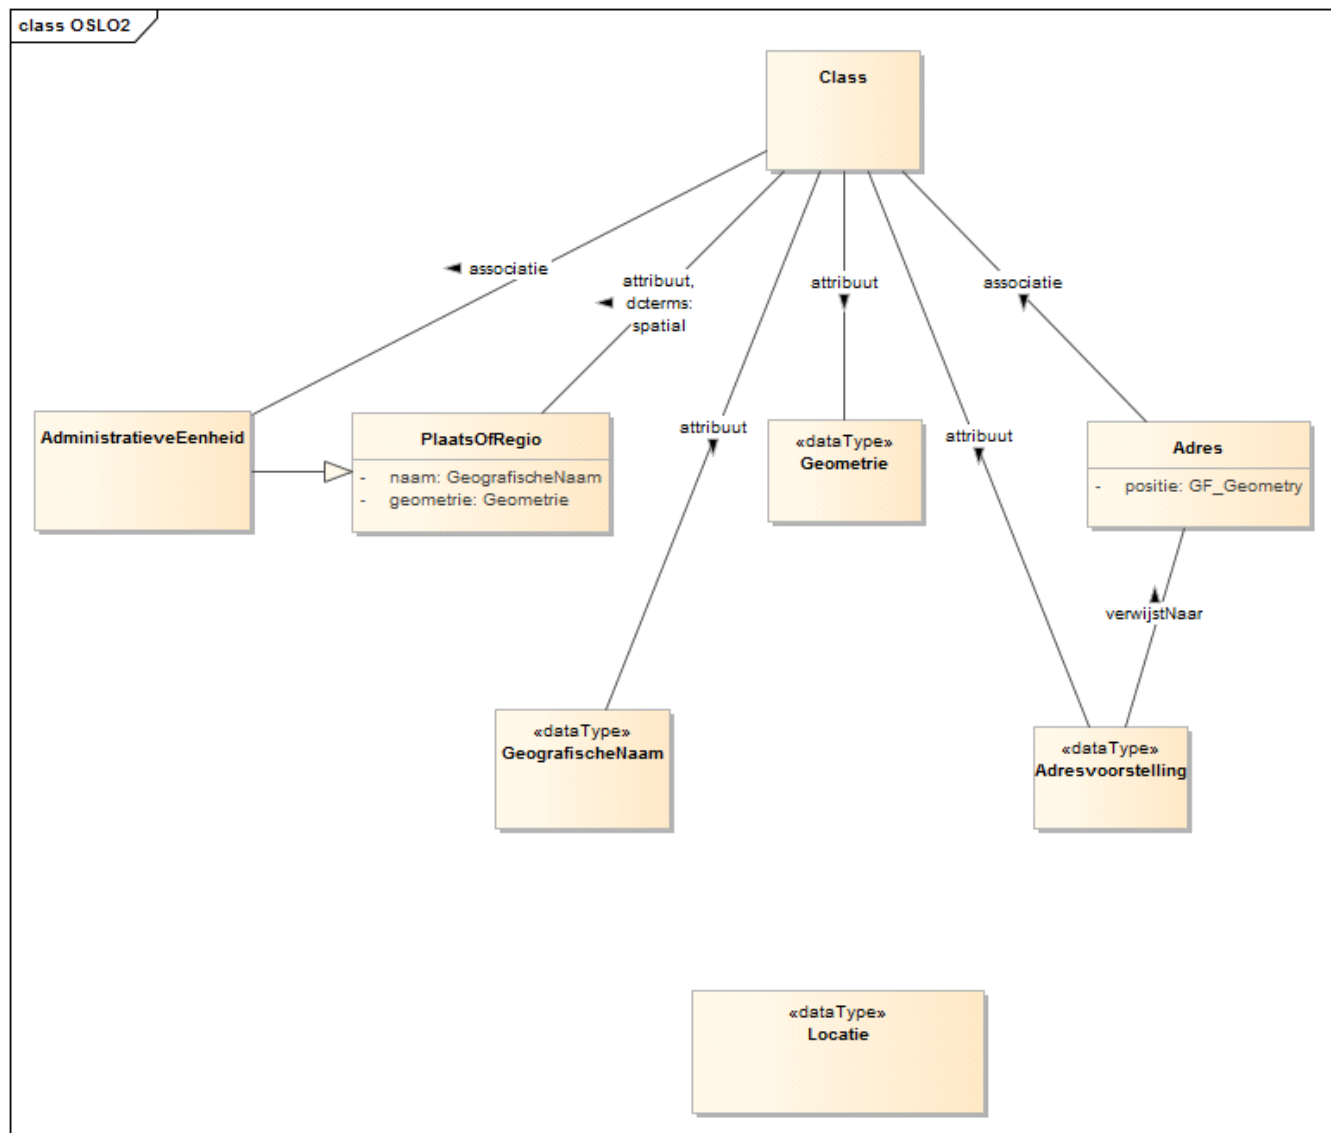 class OSLO2
Class
associatie
attribuut,
dcterms:
spatial
attribuut
associatie
AdministratieveEenheid
PlaatsOfRegio
- naam: GeografischeNaam
- geometrie: Geometrie
attribuut
«dataType»
Geometrie
attribuut
Adres
- positie: GF_Geometry
verwijstNaar
«dataType»
GeografischeNaam
«dataType»
Adresvoorstelling
«dataType»
Locatie